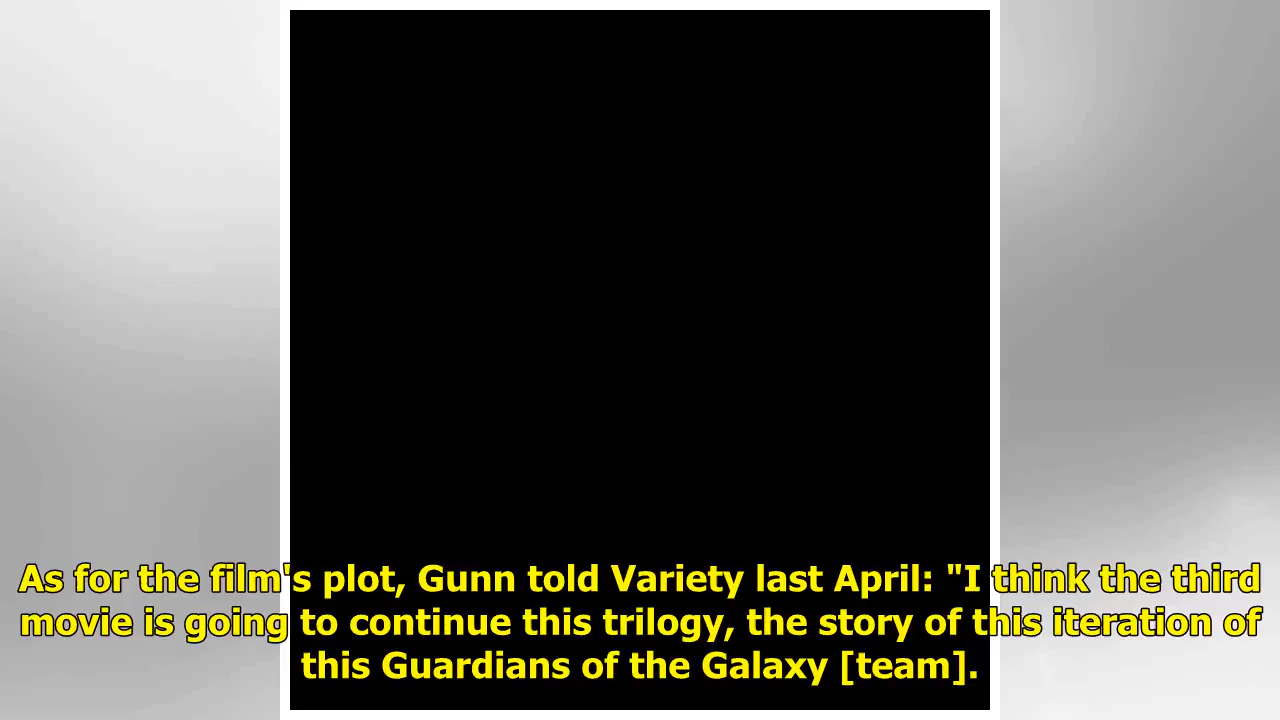 As for the film's plot, Gunn told Variety last April: "I think the third
movie is going to continue this trilogy, the story of this iteration of
this Guardians of the Galaxy [team].